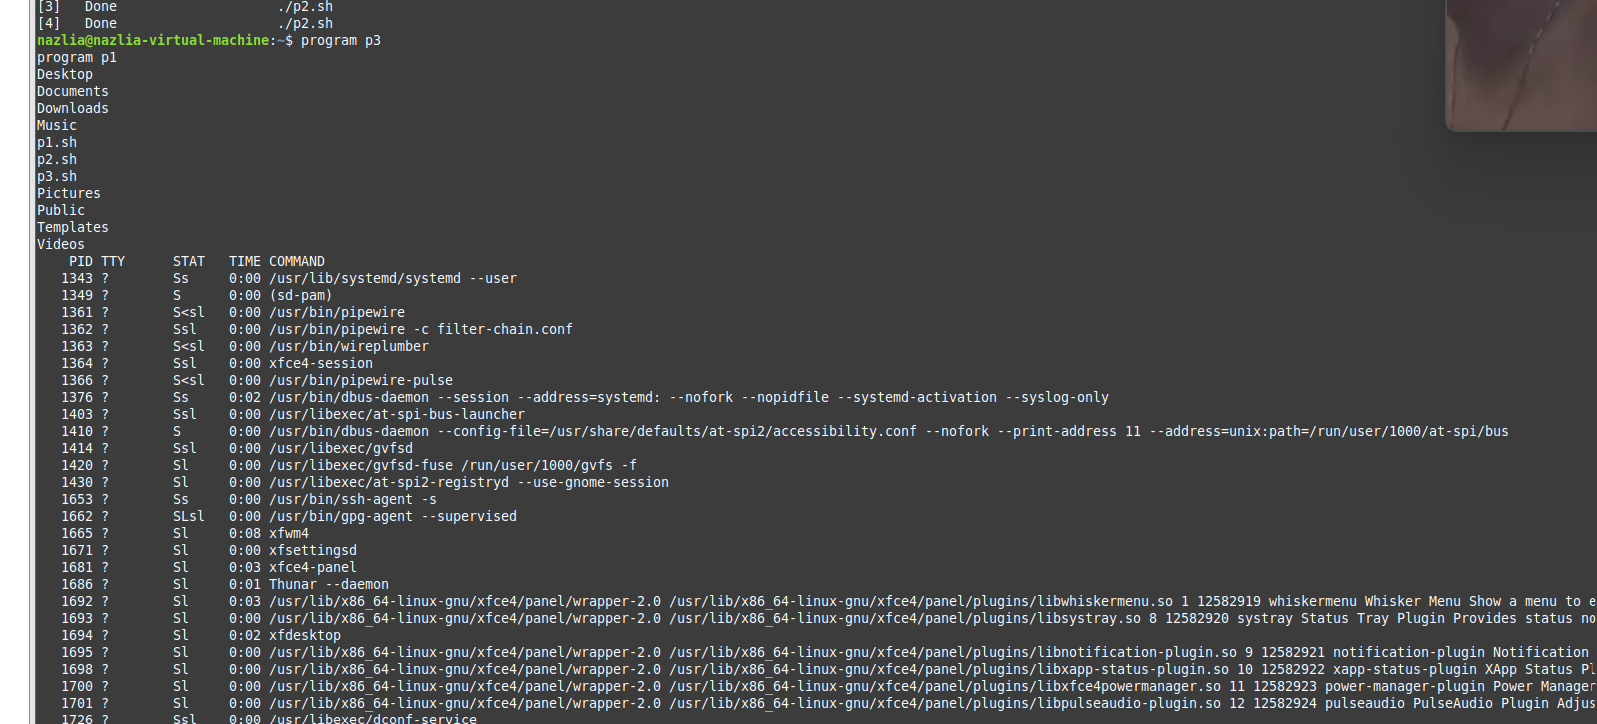 [3]   Done                    ./p2.sh
[4]   Done                    ./p2.sh
nazlia@nazlia-virtual-machine:~$ program p3
program p1
Desktop
Documents
Downloads
Music
p1.sh
p2.sh
p3.sh
Pictures
Public
Templates
Videos
    PID TTY      STAT   TIME COMMAND
   1343 ?        Ss     0:00 /usr/lib/systemd/systemd --user
   1349 ?        S      0:00 (sd-pam)
   1361 ?        S<sl   0:00 /usr/bin/pipewire
   1362 ?        Ssl    0:00 /usr/bin/pipewire -c filter-chain.conf
   1363 ?        S<sl   0:00 /usr/bin/wireplumber
   1364 ?        Ssl    0:00 xfce4-session
   1366 ?        S<sl   0:00 /usr/bin/pipewire-pulse
   1376 ?        Ss     0:02 /usr/bin/dbus-daemon --session --address=systemd: --nofork --nopidfile --systemd-activation --syslog-only
   1403 ?        Ssl    0:00 /usr/libexec/at-spi-bus-launcher
   1410 ?        S      0:00 /usr/bin/dbus-daemon --config-file=/usr/share/defaults/at-spi2/accessibility.conf --nofork --print-address 11 --address=unix:path=/run/user/1000/at-spi/bus
   1414 ?        Ssl    0:00 /usr/libexec/gvfsd
   1420 ?        Sl     0:00 /usr/libexec/gvfsd-fuse /run/user/1000/gvfs -f
   1430 ?        Sl     0:00 /usr/libexec/at-spi2-registryd --use-gnome-session
   1653 ?        Ss     0:00 /usr/bin/ssh-agent -s
   1662 ?        SLsl   0:00 /usr/bin/gpg-agent --supervised
   1665 ?        Sl     0:08 xfwm4
   1671 ?        Sl     0:00 xfsettingsd
   1681 ?        Sl     0:03 xfce4-panel
   1686 ?        Sl     0:01 Thunar --daemon
   1692 ?        Sl     0:03 /usr/lib/x86_64-linux-gnu/xfce4/panel/wrapper-2.0 /usr/lib/x86_64-linux-gnu/xfce4/panel/plugins/libwhiskermenu.so 1 12582919 whiskermenu Whisker Menu Show a menu to e
   1693 ?        Sl     0:00 /usr/lib/x86_64-linux-gnu/xfce4/panel/wrapper-2.0 /usr/lib/x86_64-linux-gnu/xfce4/panel/plugins/libsystray.so 8 12582920 systray Status Tray Plugin Provides status no
   1694 ?        Sl     0:02 xfdesktop
   1695 ?        Sl     0:00 /usr/lib/x86_64-linux-gnu/xfce4/panel/wrapper-2.0 /usr/lib/x86_64-linux-gnu/xfce4/panel/plugins/libnotification-plugin.so 9 12582921 notification-plugin Notification
   1698 ?        Sl     0:00 /usr/lib/x86_64-linux-gnu/xfce4/panel/wrapper-2.0 /usr/lib/x86_64-linux-gnu/xfce4/panel/plugins/libxapp-status-plugin.so 10 12582922 xapp-status-plugin XApp Status Pl
   1700 ?        Sl     0:00 /usr/lib/x86_64-linux-gnu/xfce4/panel/wrapper-2.0 /usr/lib/x86_64-linux-gnu/xfce4/panel/plugins/libxfce4powermanager.so 11 12582923 power-manager-plugin Power Manager
   1701 ?        Sl     0:00 /usr/lib/x86_64-linux-gnu/xfce4/panel/wrapper-2.0 /usr/lib/x86_64-linux-gnu/xfce4/panel/plugins/libpulseaudio-plugin.so 12 12582924 pulseaudio PulseAudio Plugin Adjus
   1726 ?        Ssl    0:00 /usr/libexec/dconf-service